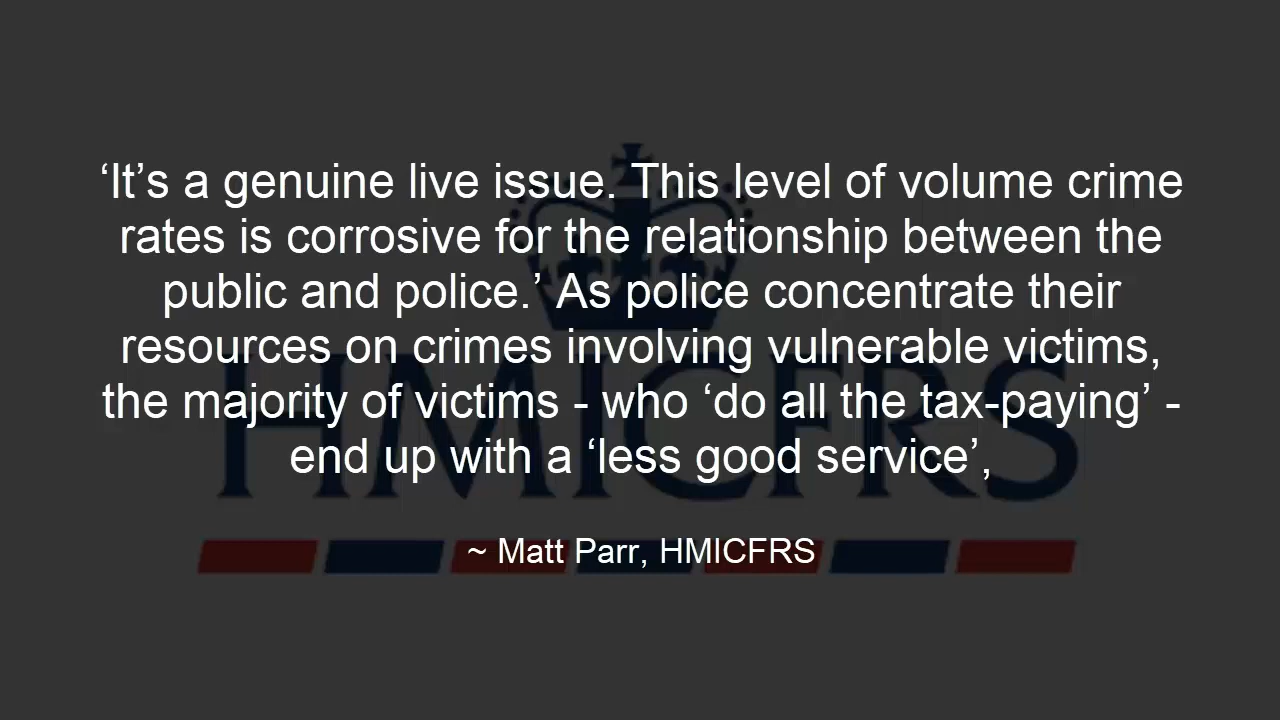 ‘It’s a genuine live issue. This level of volume crime
rates is corrosive for the relationship between the
public and police.’ As police concentrate their
resources on crimes involving vulnerable victims,
the majority of victims - who ‘do all the tax-paying’ -
end up with a ‘less good service’,
HMICFRS
~ Matt Parr, HMICFRS